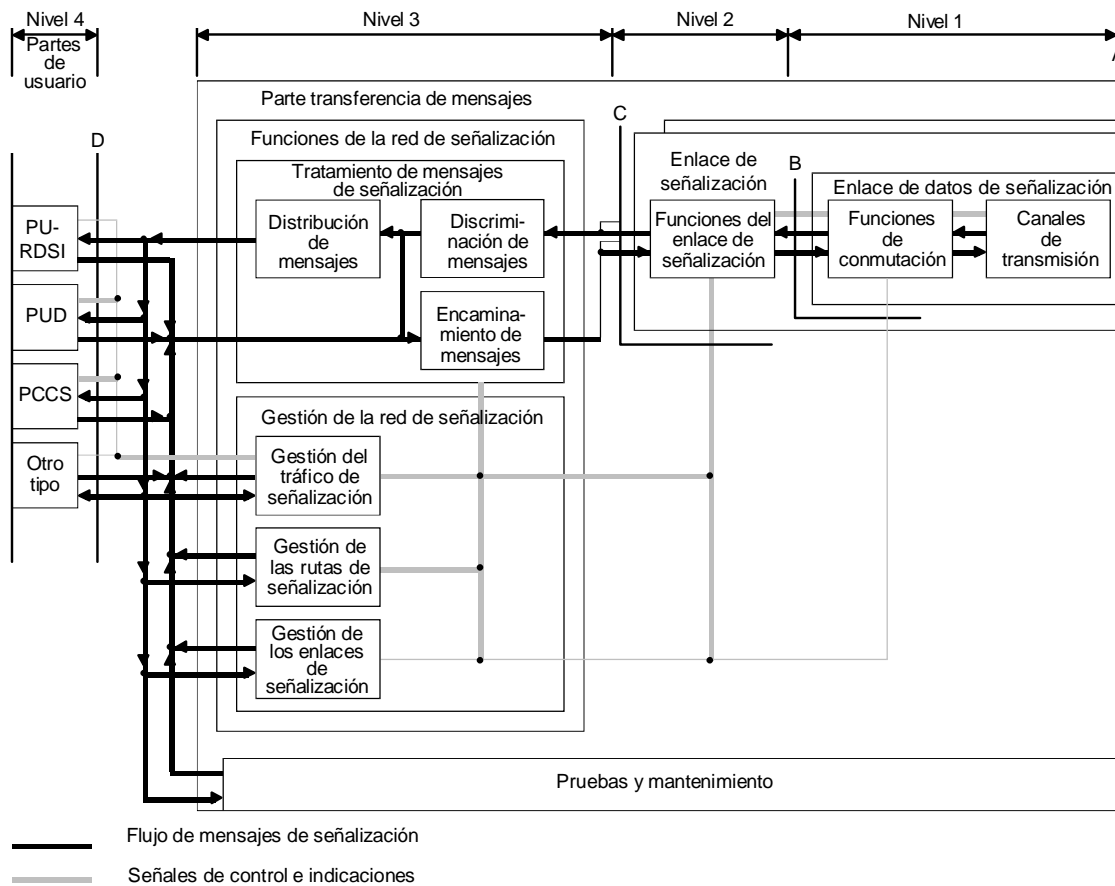 Nivel 4
Nivel 3
Nivel 2
Nivel 1
Partes
de
usuario
Parte transferencia de mensajes
C
D
Funciones de la red de señalización
Tratamiento de mensajes
de señalización
Enlace de
señalización
B
Enlace de datos de señalización
PU-
RDSI
Distribución
de
mensajes
Discrimi-
nación de
mensajes
Funciones del
enlace de
señalización
Funciones
de
conmutación
Canales
de
transmisión
PUD
Encamina-
miento de
mensajes
PCCS
Gestión de la red de señalización
Otro
tipo
Gestión del
tráfico de
señalización
Gestión de
las rutas de
señalización
Gestión de
los enlaces
de
señalización
Pruebas y mantenimiento
Flujo de mensajes de señalización
Señales de control e indicaciones